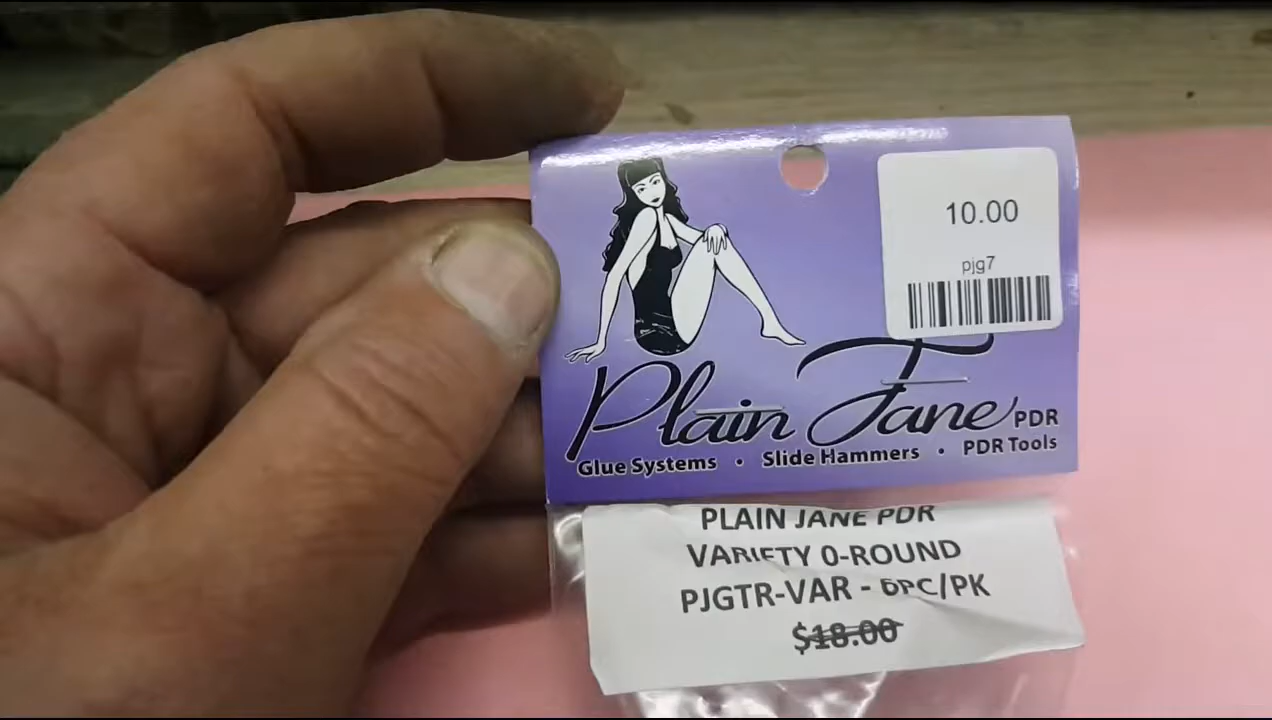 10.00
pjg7
Plain Jane PDR
Glue Systems • Slide Hammers • PDR Tools
PLAIN JANE PDR
VARIETY 0-ROUND
PJGTR-VAR - 6PC/PK
$18.00